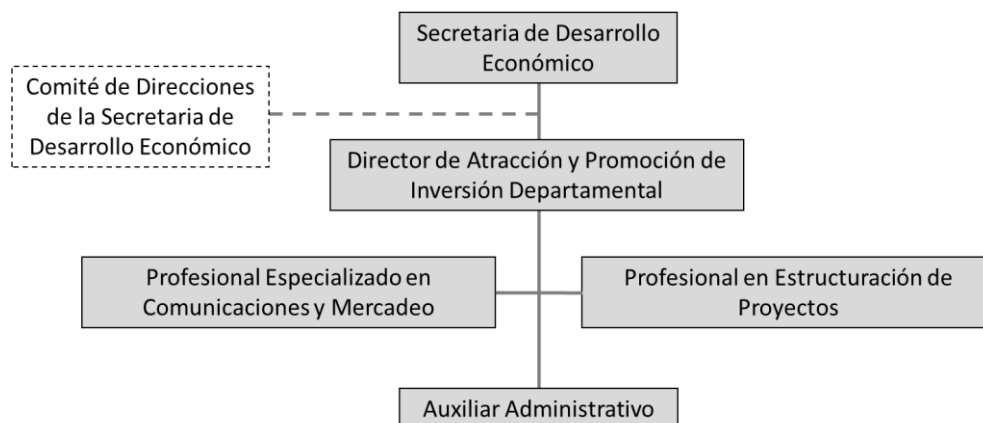 Secretaria de Desarrollo
Económico
Comité de Direcciones
de la Secretaria de
Desarrollo Económico
Director de Atracción y Promoción de
Inversión Departamental
Profesional Especializado en
Comunicaciones y Mercadeo
Profesional en Estructuración de
Proyectos
Auxiliar Administrativo